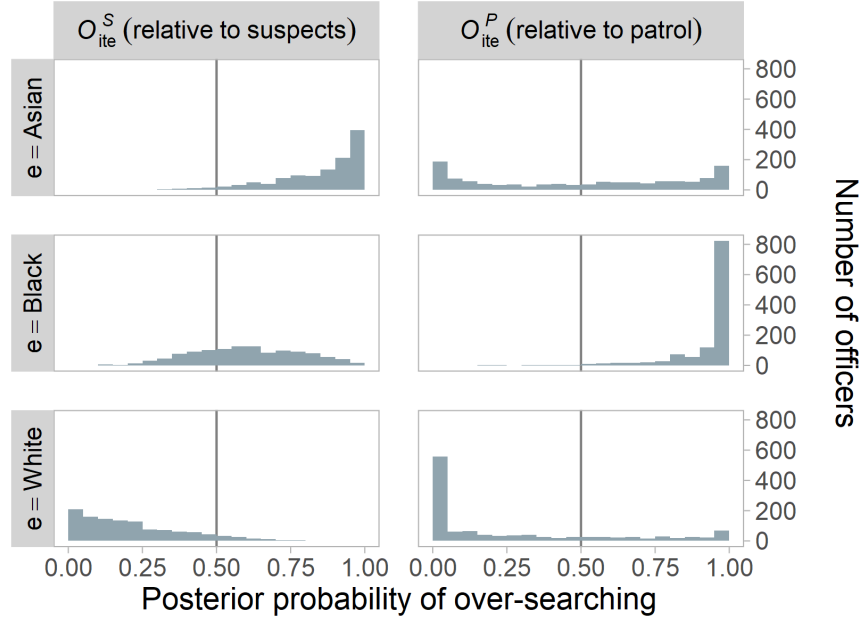 O_ite^S (relative to suspects)
O_ite^P (relative to patrol)
e = Asian
800
600
400
200
0
e = Black
800
600
400
200
0
e = White
800
600
400
200
0
Number of officers
0.00 0.25 0.50 0.75 1.00
0.00 0.25 0.50 0.75 1.00
Posterior probability of over-searching